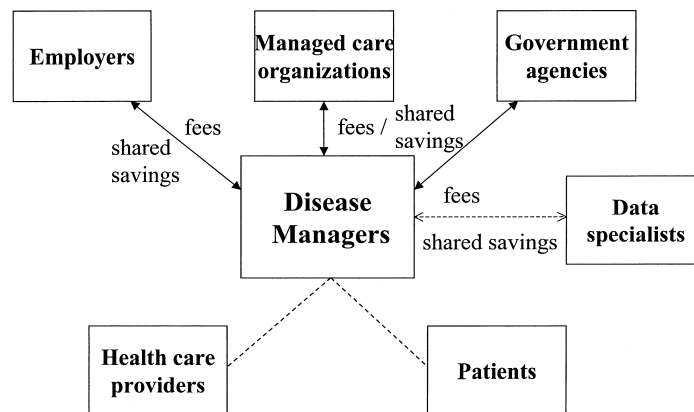 Employers
Managed care
organizations
Government
agencies
fees
shared
savings
fees /
shared
savings
Disease
Managers
fees
shared savings
Data
specialists
Health care
providers
Patients